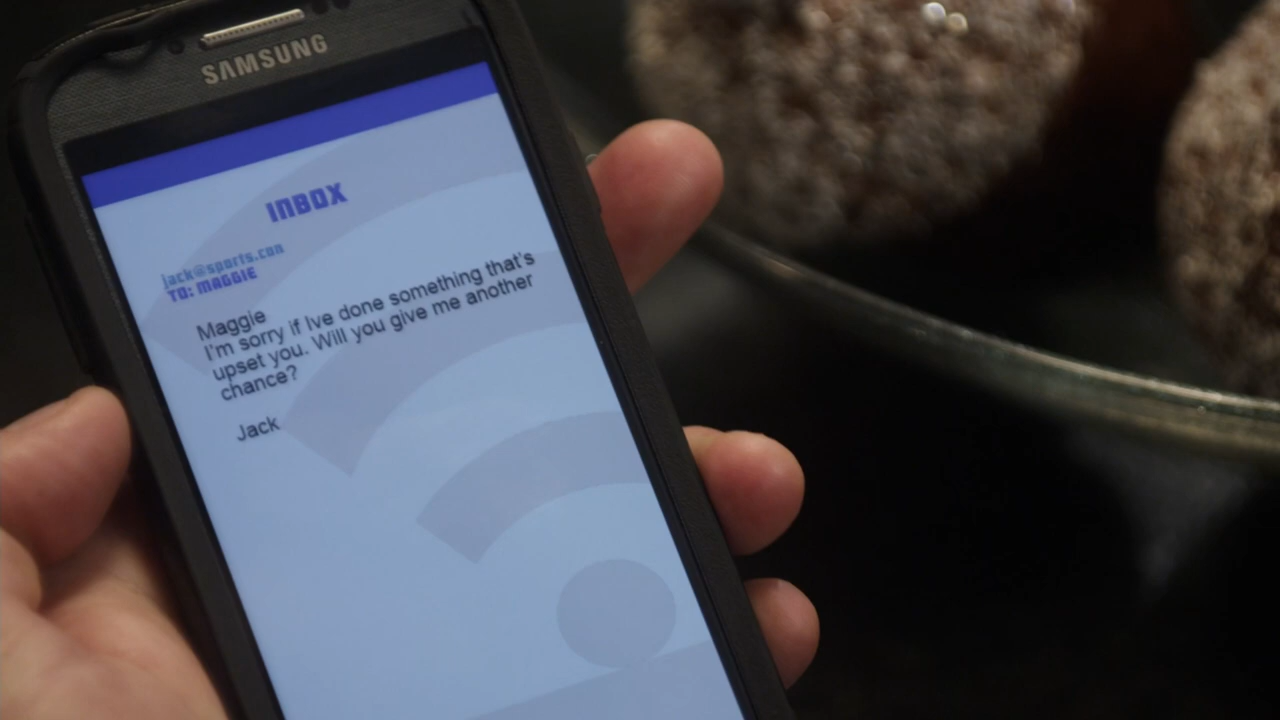 SAMSUNG
INBOX
jack@sports.con
TO: MAGGIE
Maggie
I'm sorry if Ive done something that's
upset you. Will you give me another
chance?
Jack